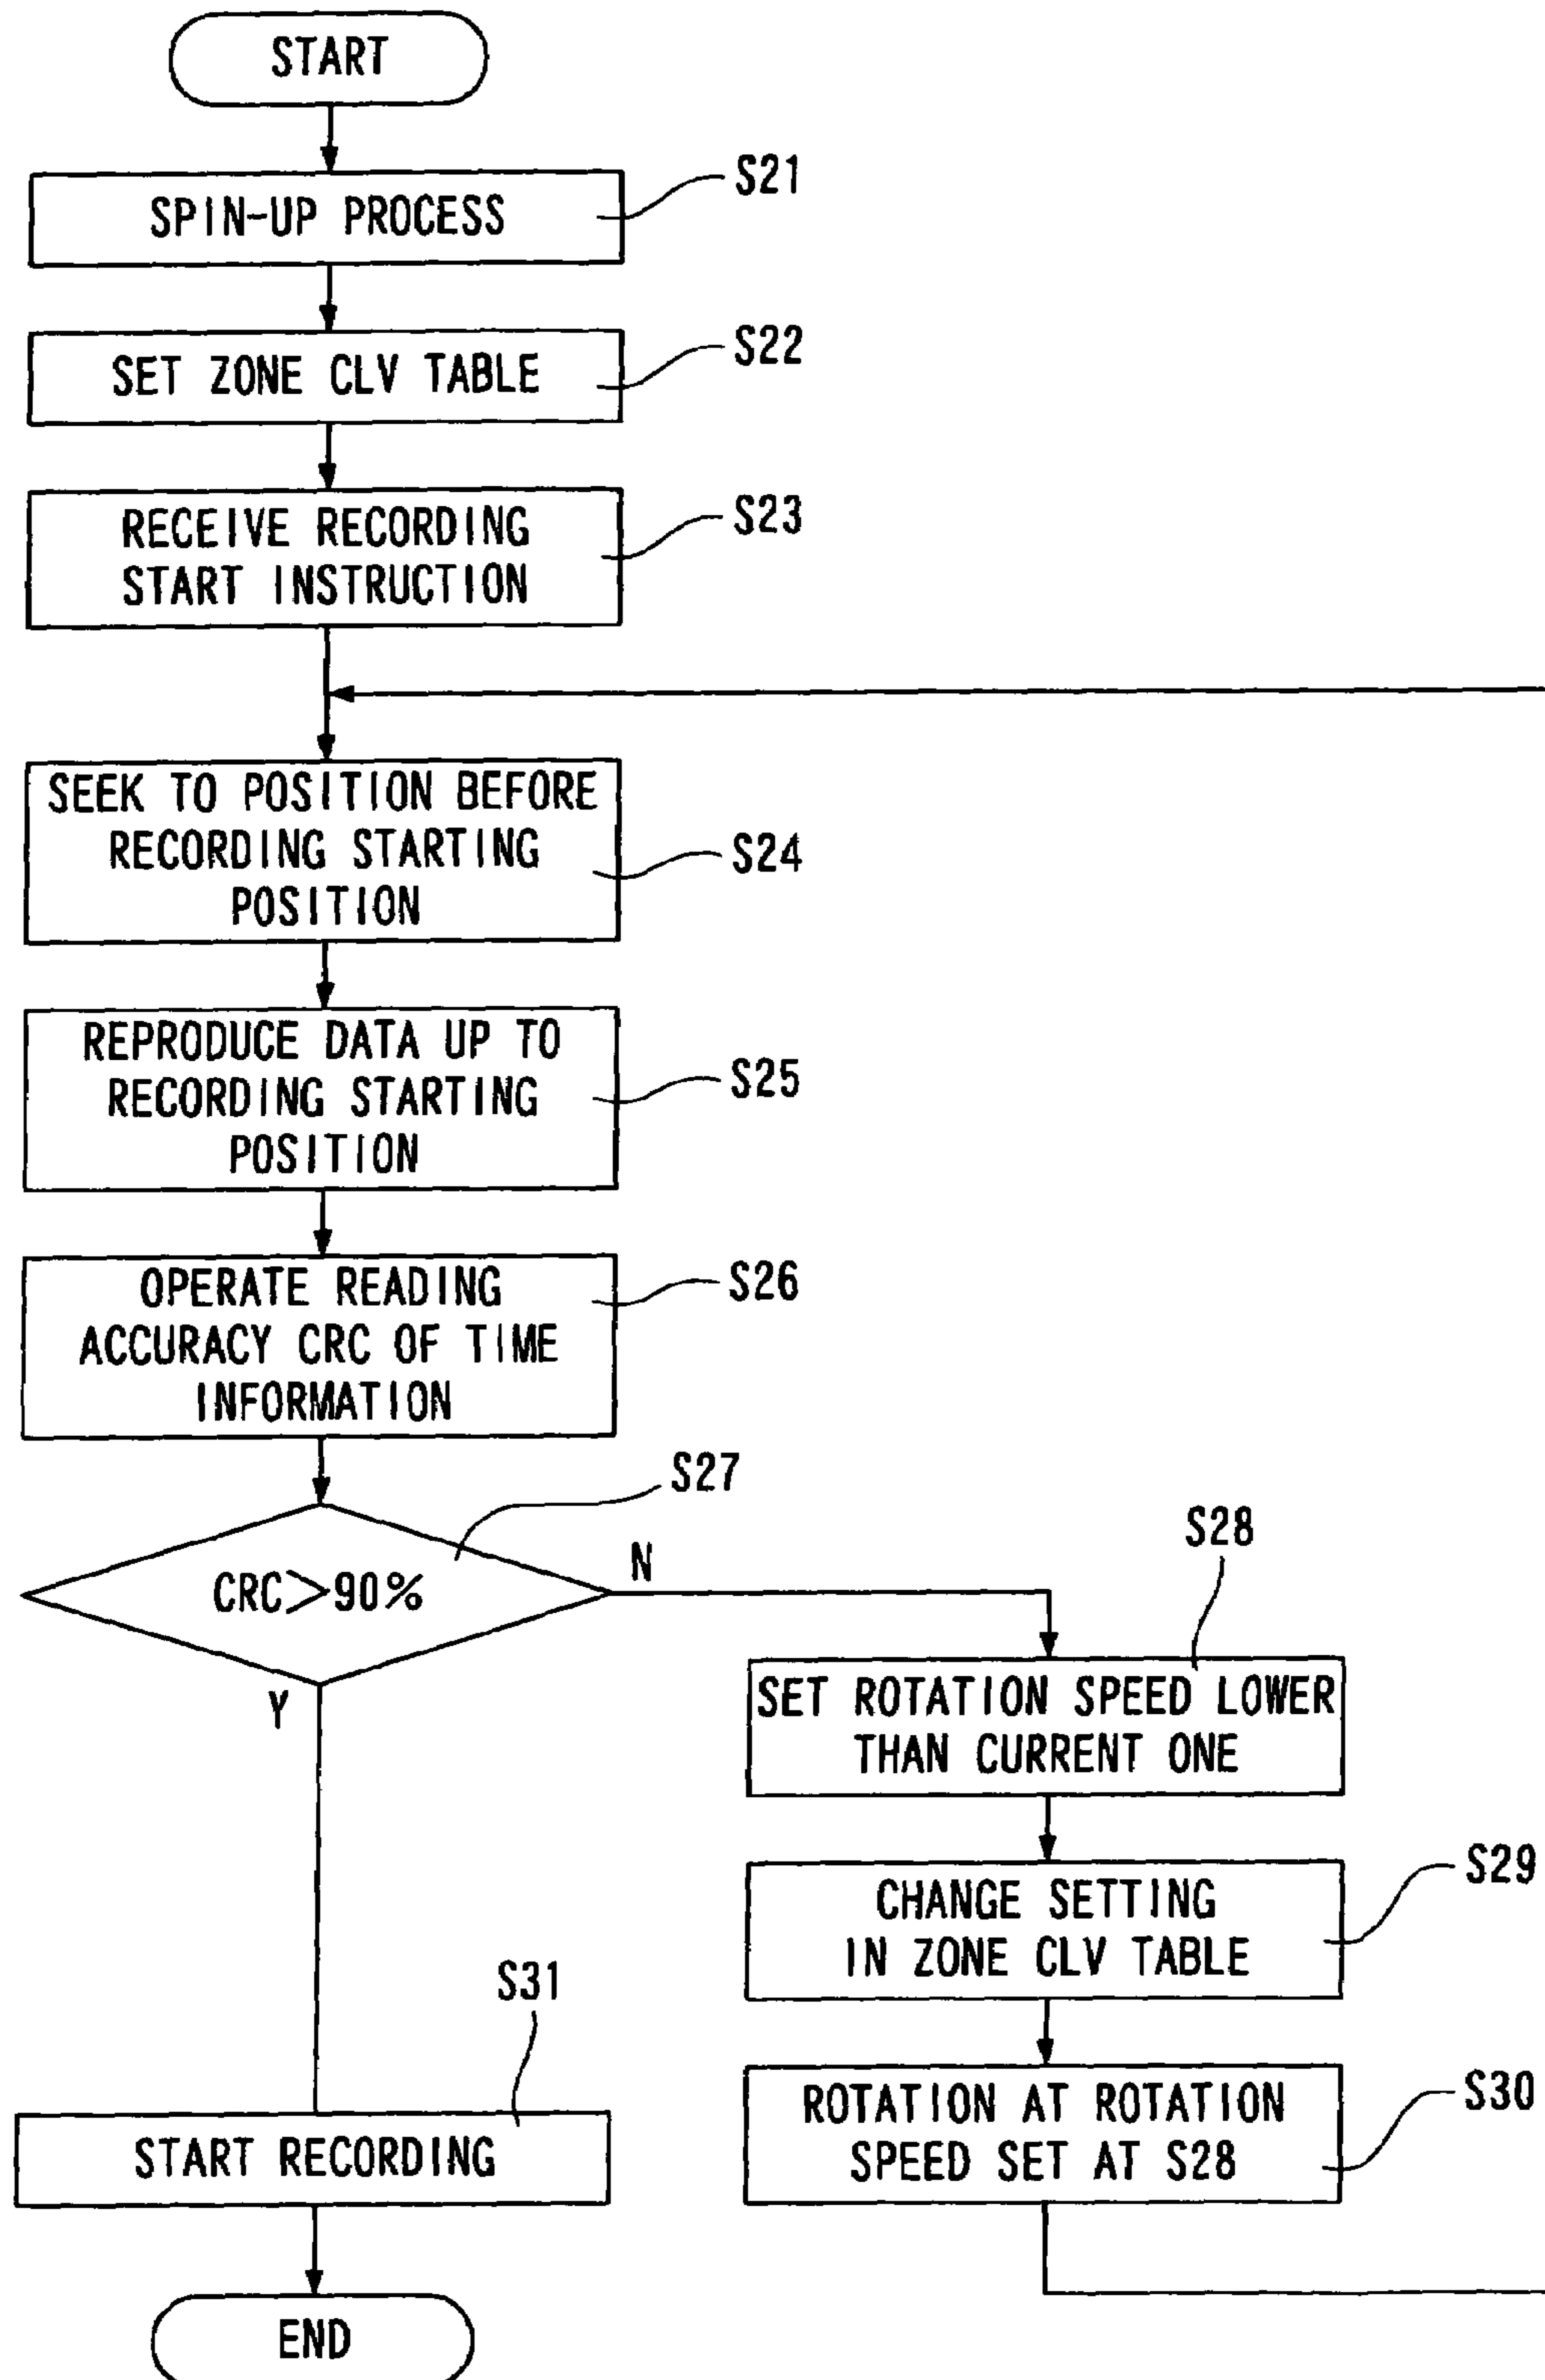 START
S21
SPIN-UP PROCESS
S22
SET ZONE CLV TABLE
S23
RECEIVE RECORDING
START INSTRUCTION
SEEK TO POSITION BEFORE
RECORDING STARTING
POSITION
S24
REPRODUCE DATA UP TO
RECORDING STARTING
POSITION
S25
OPERATE READING
ACCURACY CRC OF TIME
INFORMATION
S26
S27
CRC>90%
N
Y
S28
SET ROTATION SPEED LOWER
THAN CURRENT ONE
S29
CHANGE SETTING
IN ZONE CLV TABLE
S30
ROTATION AT ROTATION
SPEED SET AT S28
S31
START RECORDING
END